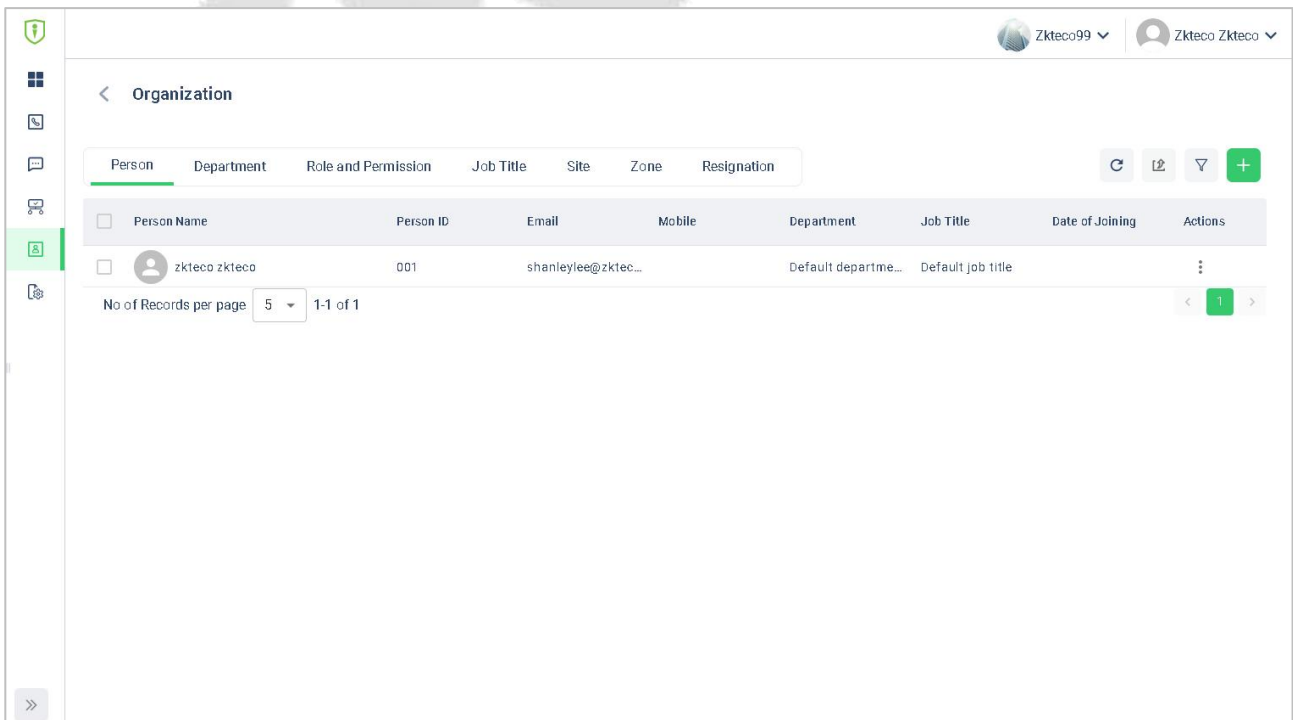 Zkteco99 Zkteco Zkteco
Organization
Person Department Role and Permission Job Title Site Zone Resignation
Person Name Person ID Email Mobile Department Job Title Date of Joining Actions
zkteco zkteco 001 shanleylee@zktec... Default departme... Default job title
No of Records per page 5 1-1 of 1 1